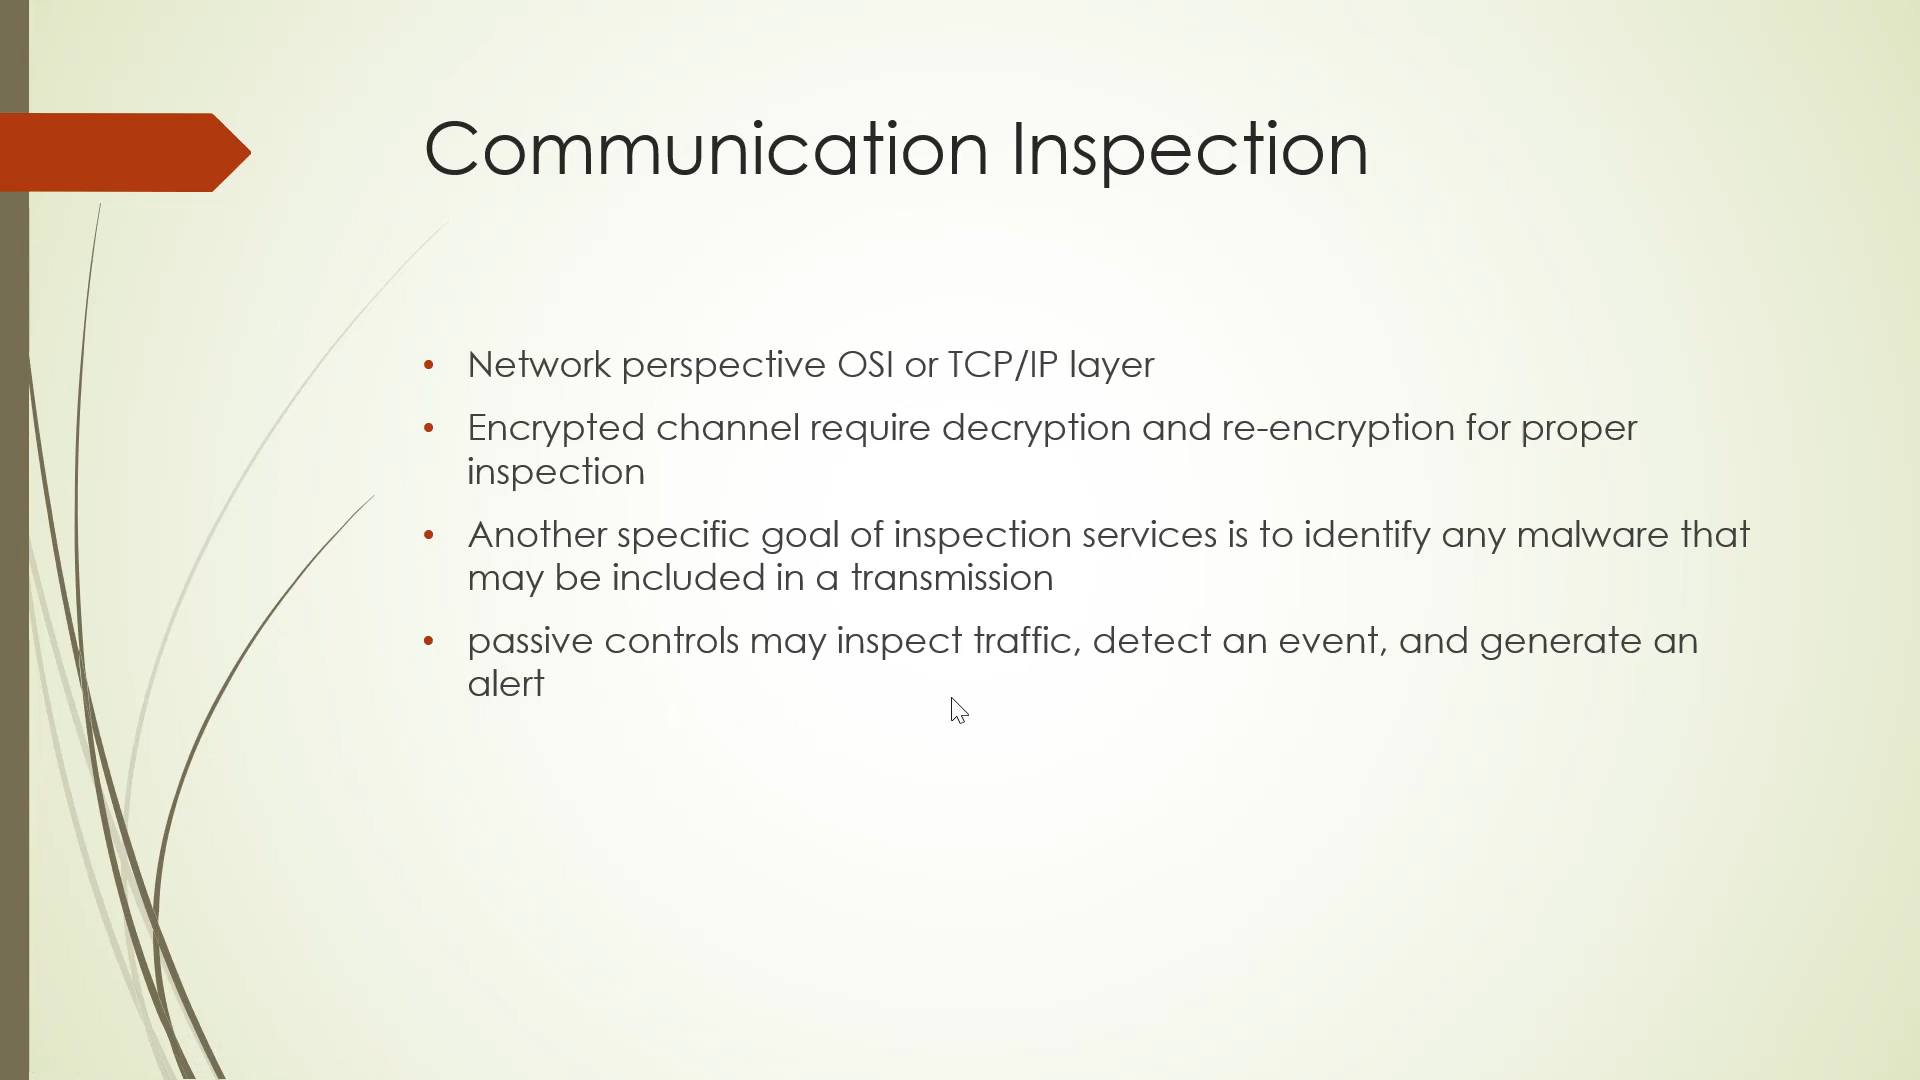 Communication Inspection
• Network perspective OSI or TCP/IP layer
• Encrypted channel require decryption and re-encryption for proper
inspection
• Another specific goal of inspection services is to identify any malware that
may be included in a transmission
• passive controls may inspect traffic, detect an event, and generate an
alert